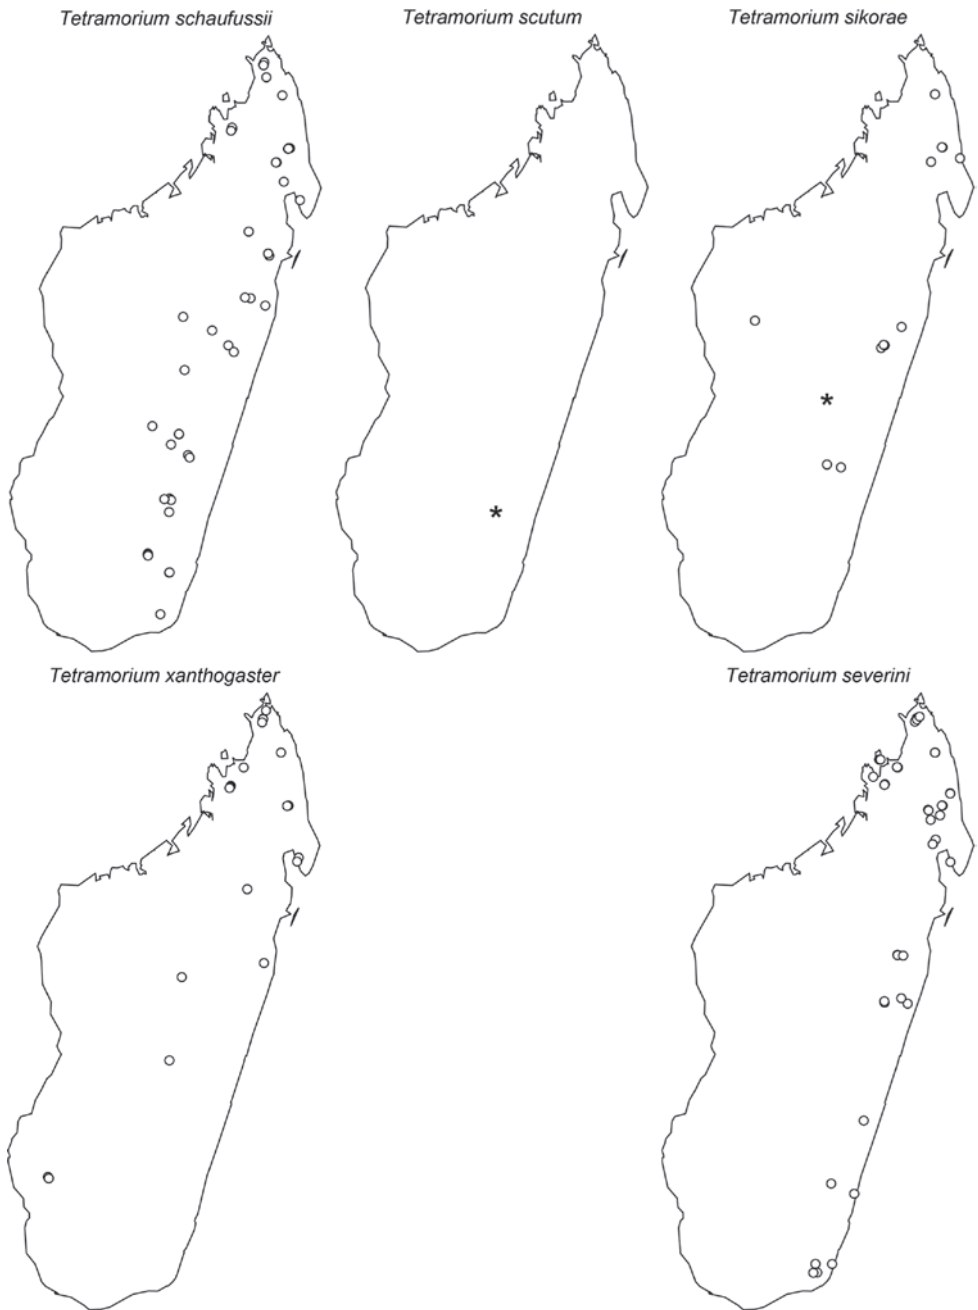 Tetramorium schaufussii
Tetramorium scutum
Tetramorium sikorae
*
*
Tetramorium xanthogaster
Tetramorium severini